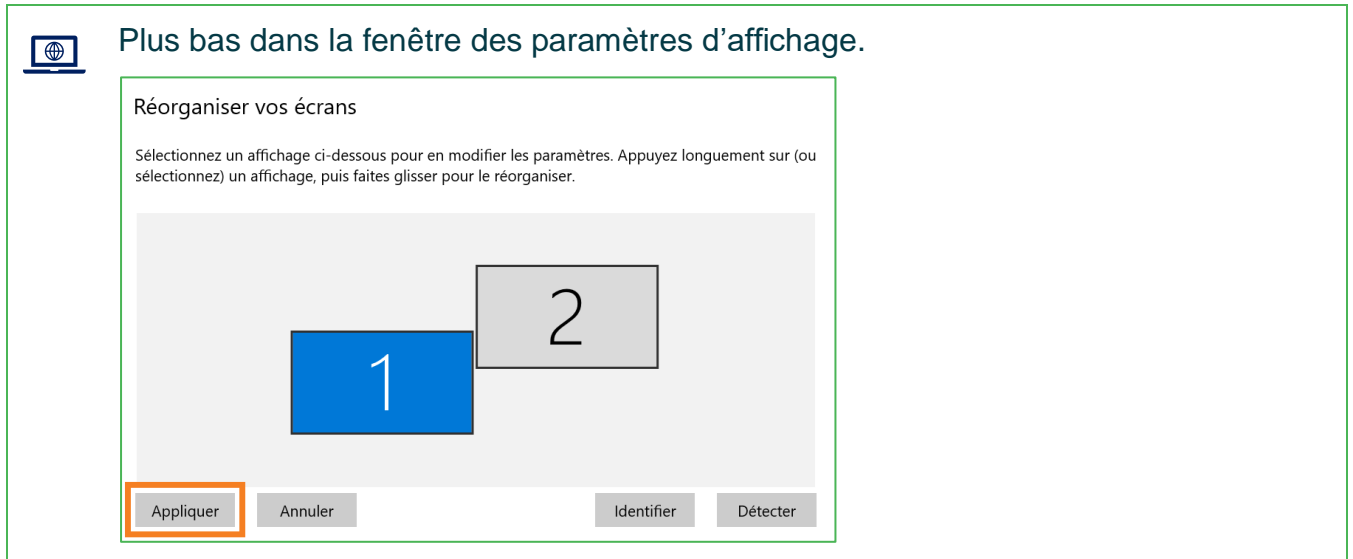 Plus bas dans la fenêtre des paramètres d’affichage.
Réorganiser vos écrans
Sélectionnez un affichage ci-dessous pour en modifier les paramètres. Appuyez longuement sur (ou
sélectionnez) un affichage, puis faites glisser pour le réorganiser.
2
1
Appliquer Annuler Identifier Détecter